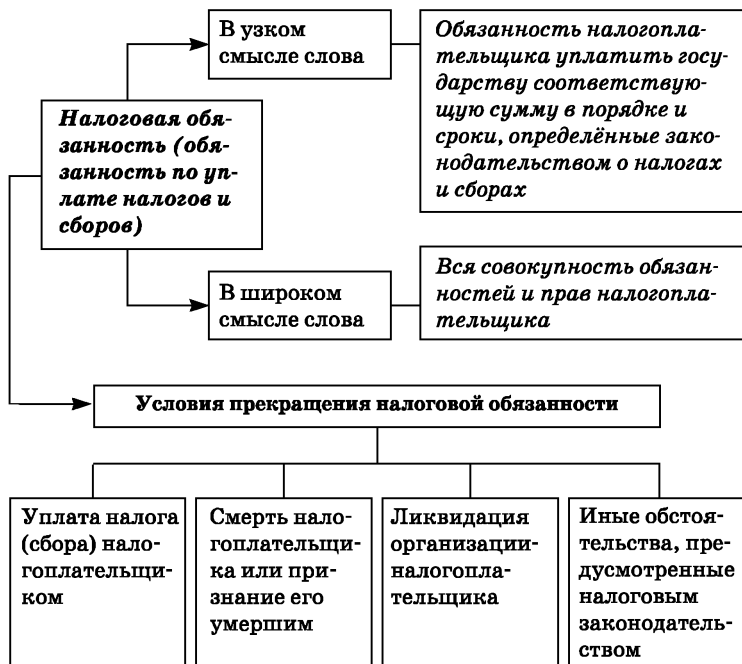 В узком
смысле слова
Обязанность налогопла-
тельщика уплатить госу-
дарству соответствую-
щую сумму в порядке и
сроки, определённые зако-
нодательством о налогах
и сборах
Налоговая обя-
занность (обя-
занность по уп-
лате налогов и
сборов)
В широком
смысле слова
Вся совокупность обязан-
ностей и прав налогопла-
тельщика
Условия прекращения налоговой обязанности
Уплата налога
(сбора) нало-
гоплательщи-
ком
Смерть нало-
гоплательщи-
ка или при-
знание его
умершим
Ликвидация
организации-
налогопла-
тельщика
Иные обстоя-
тельства, пре-
дусмотренные
налоговым
законодатель-
ством